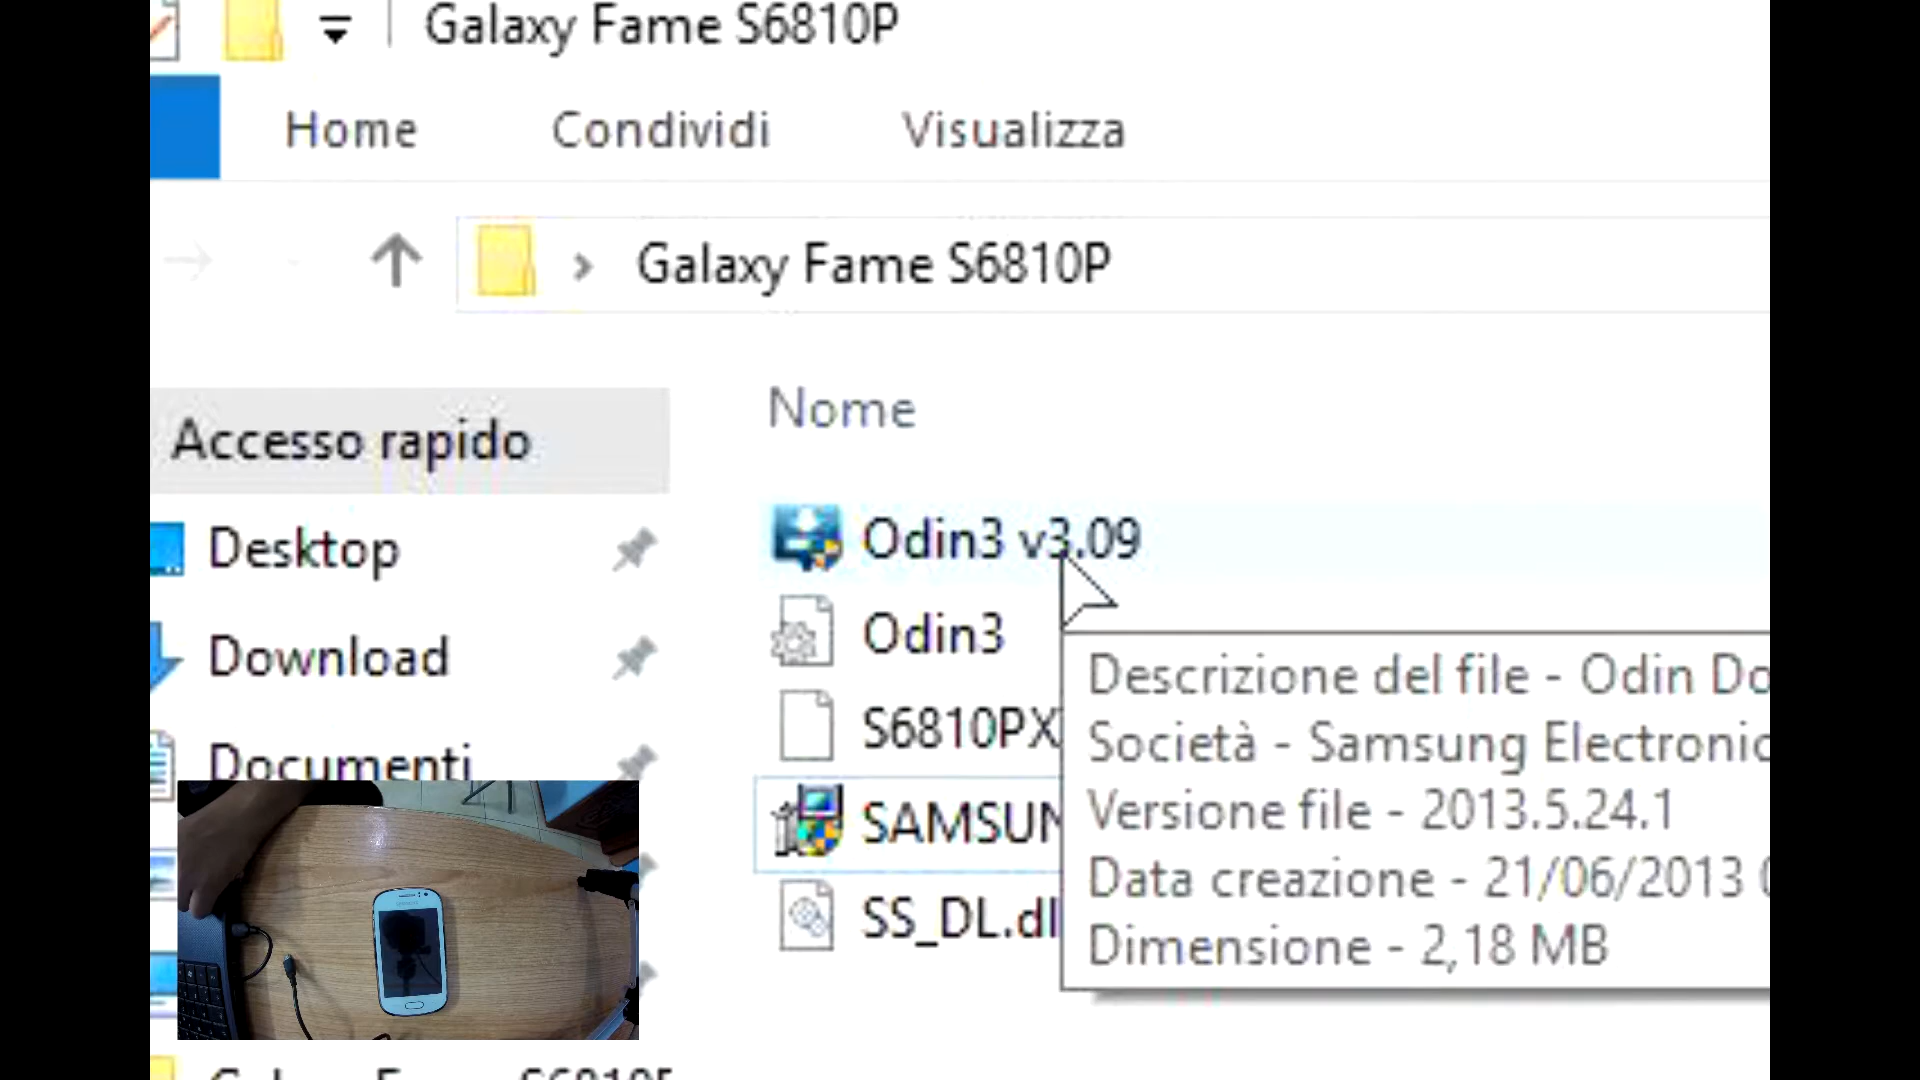 Galaxy Fame S6810P
Home Condividi Visualizza
Galaxy Fame S6810P
Nome
Accesso rapido
Desktop
Download
Documenti
Odin3 v3.09
Odin3
S6810PX
SAMSUN
SS_DL.dl
Descrizione del file - Odin Do
Società - Samsung Electronic
Versione file - 2013.5.24.1
Data creazione - 21/06/2013 0
Dimensione - 2,18 MB